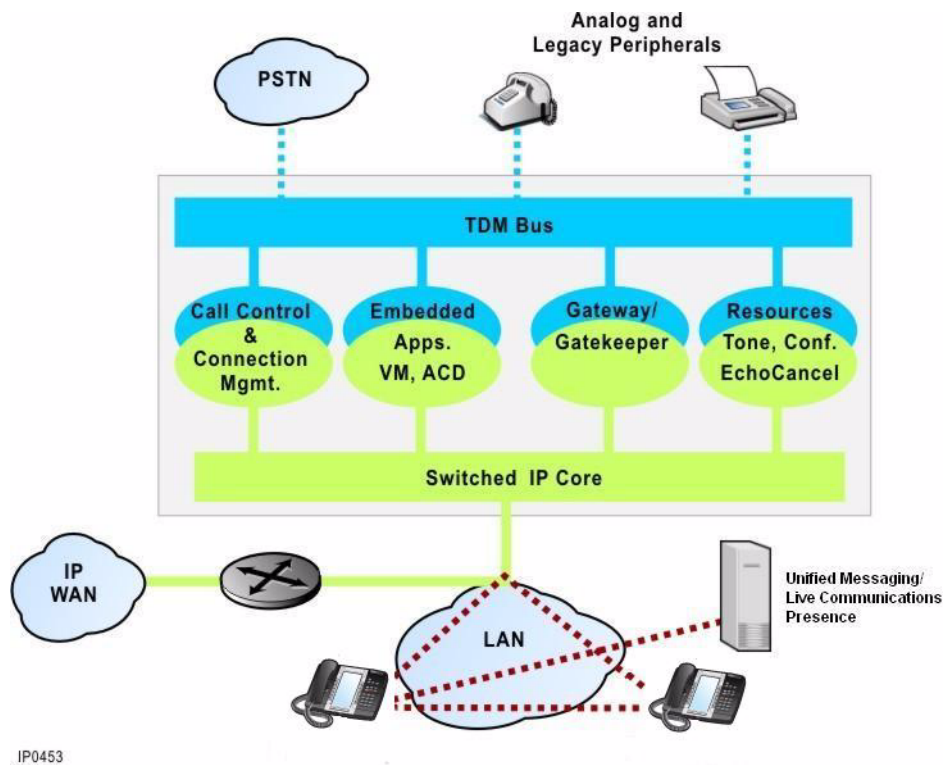 Analog and
Legacy Peripherals
PSTN
TDM Bus
Call Control
&
Connection
Mgmt.
Embedded
Apps.
VM, ACD
Gateway/
Gatekeeper
Resources
Tone, Conf.
EchoCancel
Switched IP Core
IP
WAN
LAN
Unified Messaging/
Live Communications
Presence
IP0453